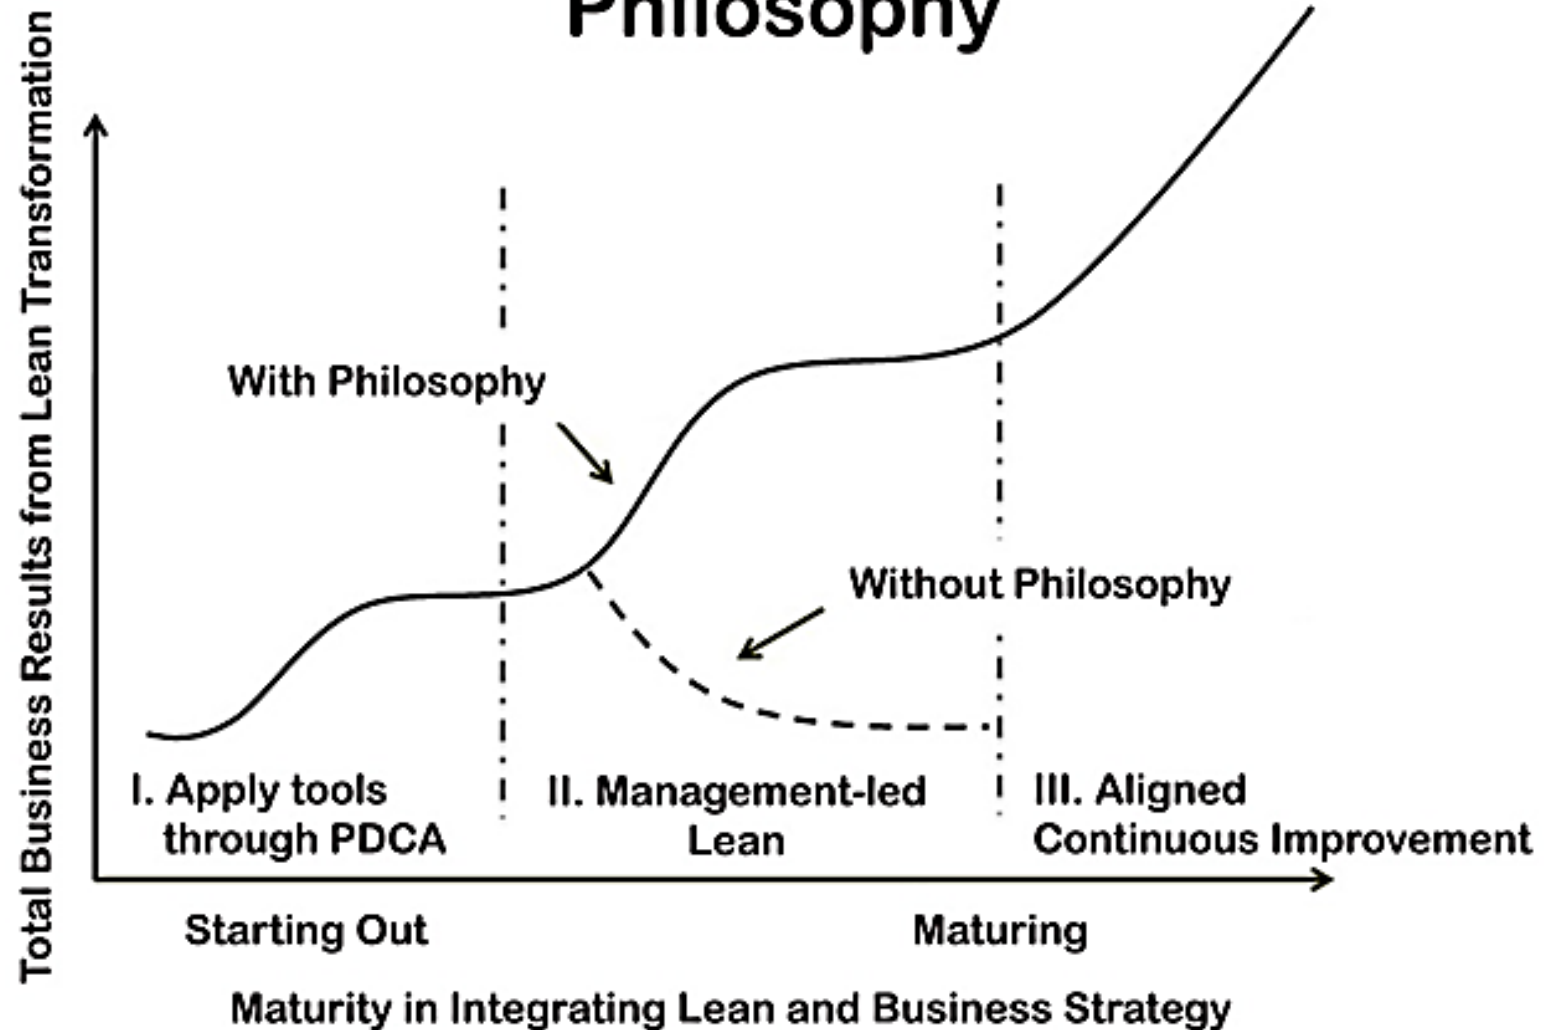 Philosophy
Total Business Results from Lean Transformation
With Philosophy
Without Philosophy
I. Apply tools
through PDCA
II. Management-led
Lean
III. Aligned
Continuous Improvement
Starting Out
Maturing
Maturity in Integrating Lean and Business Strategy